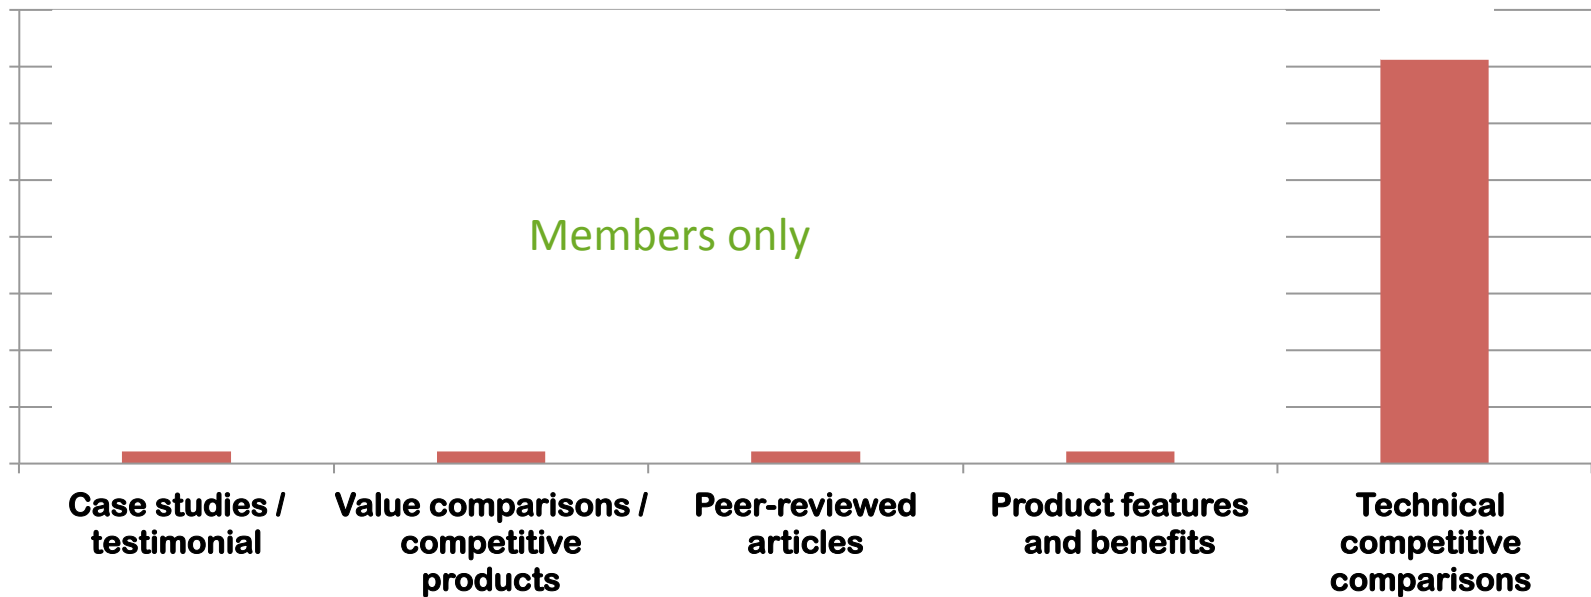 Members only
Case studies /
testimonial
Value comparisons /
competitive
products
Peer-reviewed
articles
Product features
and benefits
Technical
competitive
comparisons